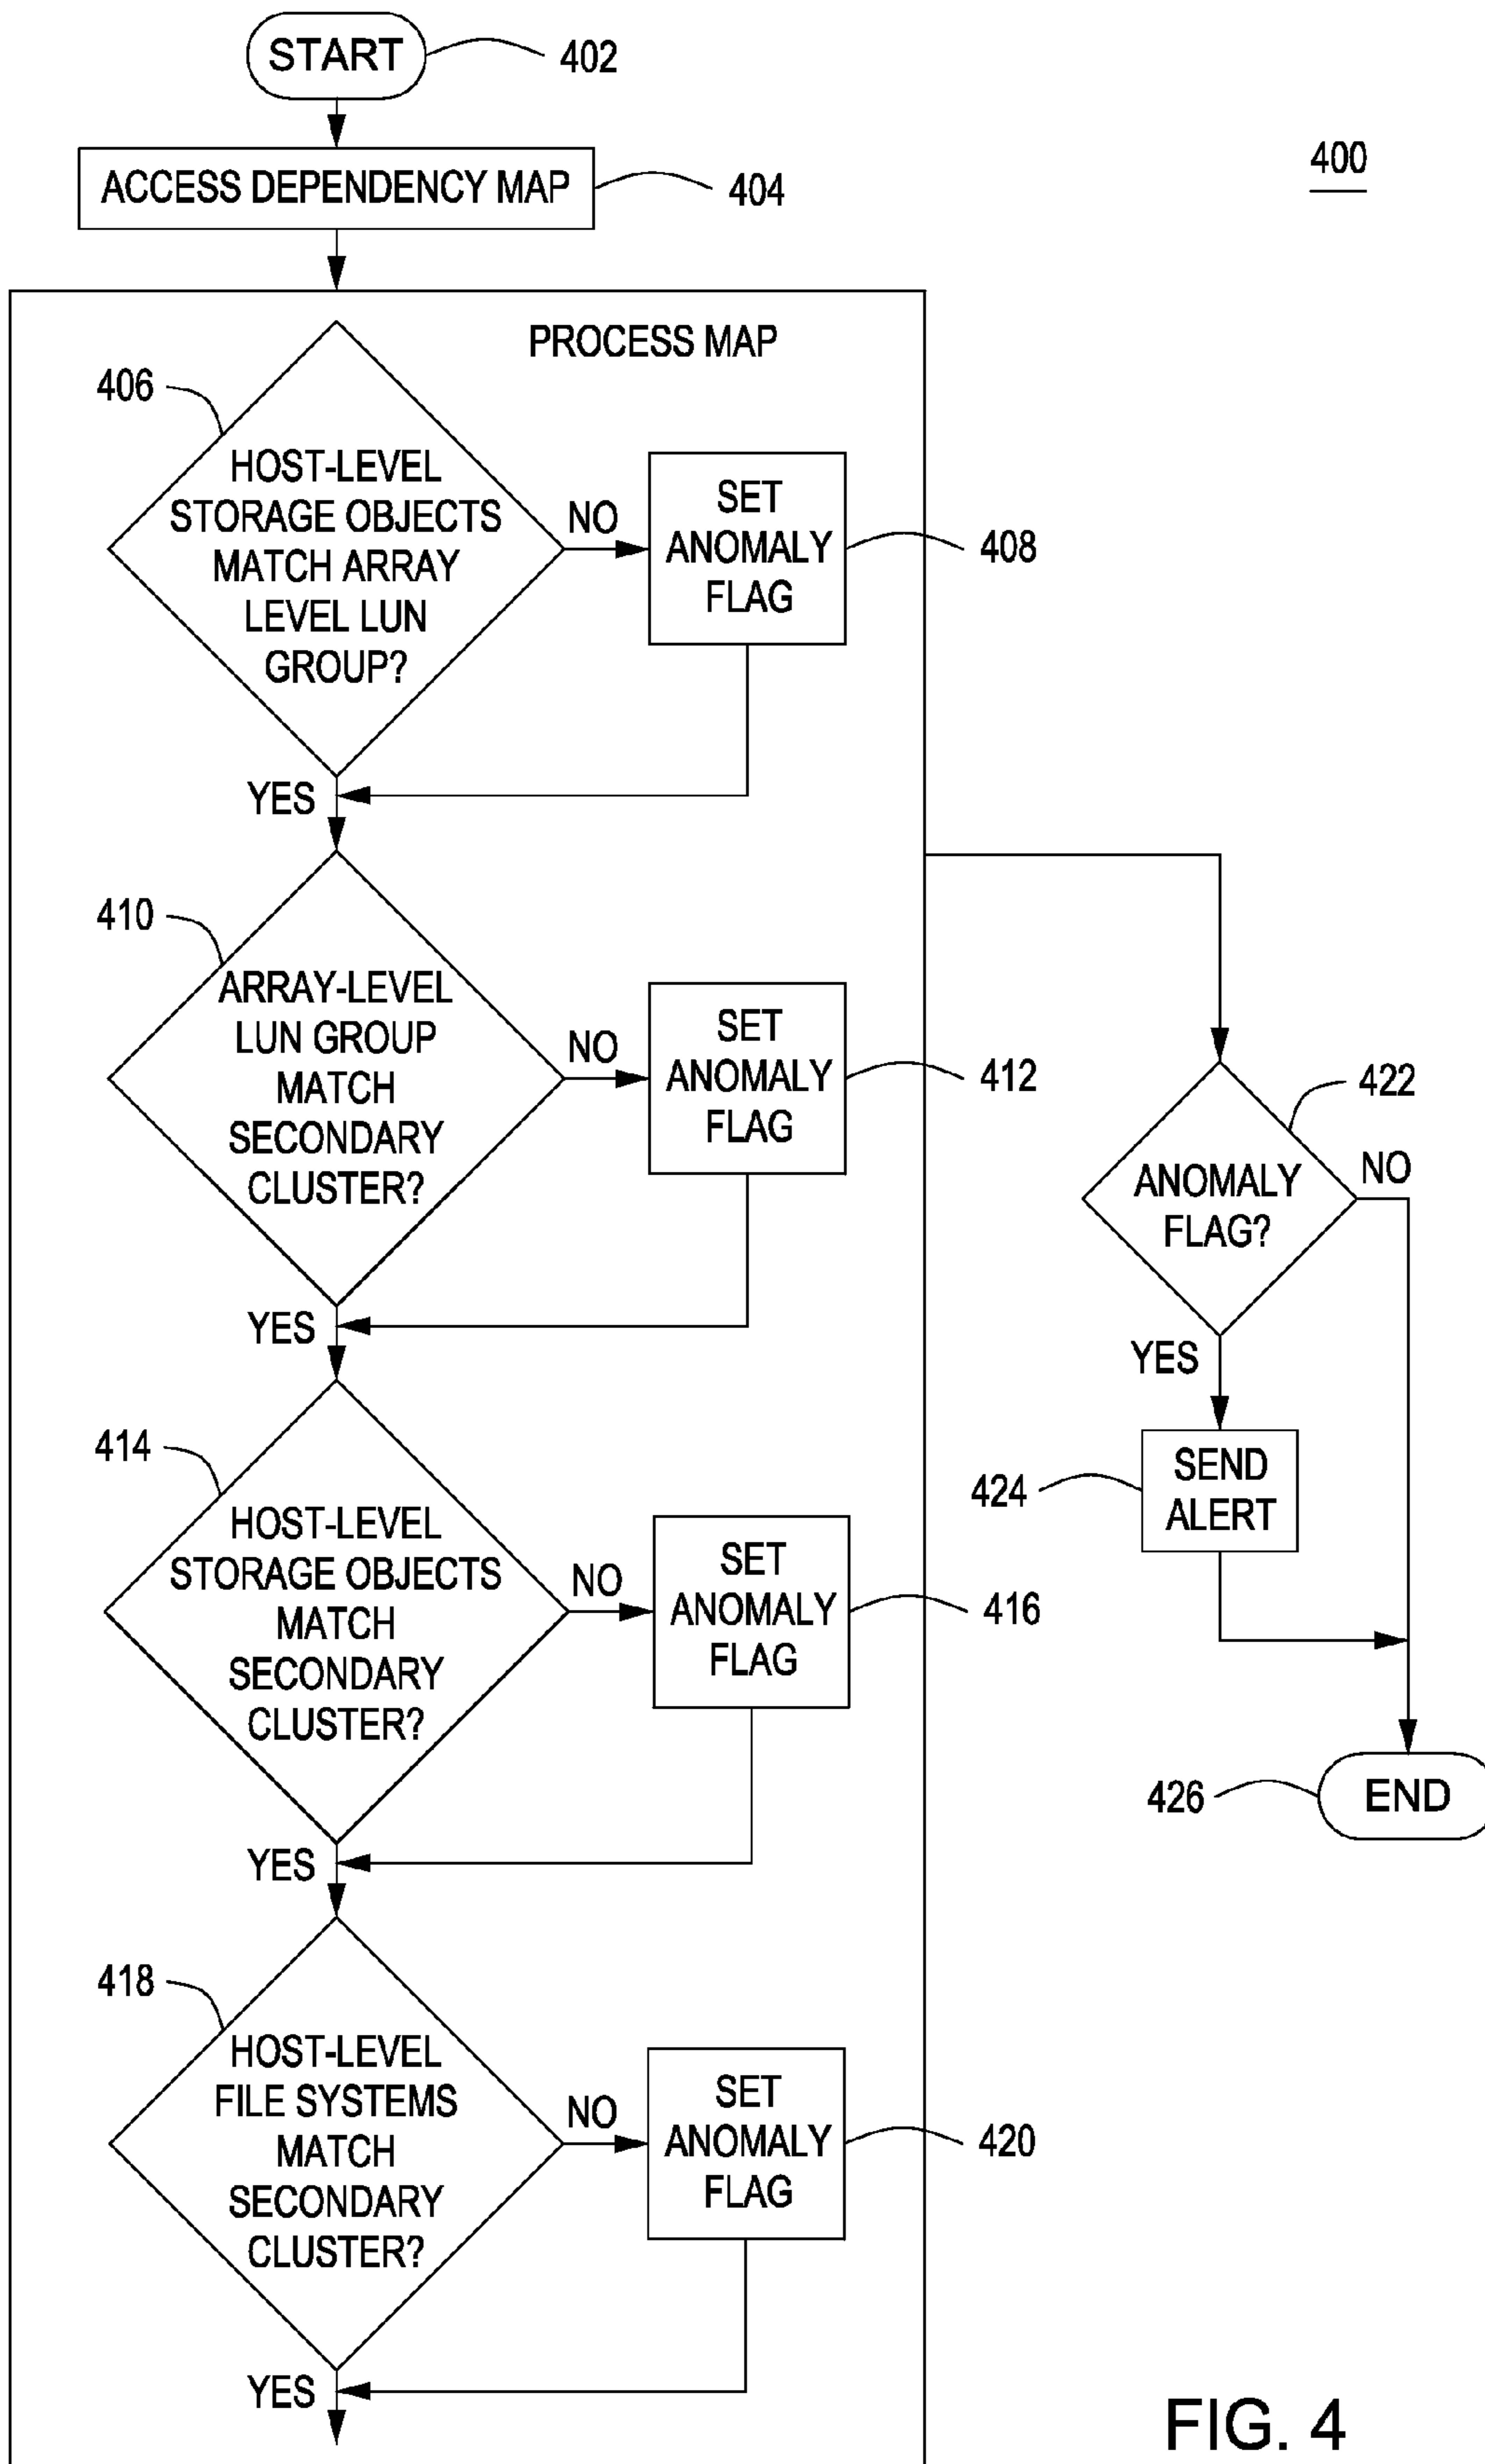 START
402
400
ACCESS DEPENDENCY MAP
404
PROCESS MAP
406
HOST-LEVEL
STORAGE OBJECTS
MATCH ARRAY
LEVEL LUN
GROUP?
NO
SET
ANOMALY
FLAG
408
YES
410
ARRAY-LEVEL
LUN GROUP
MATCH
SECONDARY
CLUSTER?
NO
SET
ANOMALY
FLAG
412
YES
414
HOST-LEVEL
STORAGE OBJECTS
MATCH
SECONDARY
CLUSTER?
NO
SET
ANOMALY
FLAG
416
YES
418
HOST-LEVEL
FILE SYSTEMS
MATCH
SECONDARY
CLUSTER?
NO
SET
ANOMALY
FLAG
420
YES
422
ANOMALY
FLAG?
NO
YES
424
SEND
ALERT
426
END
FIG. 4